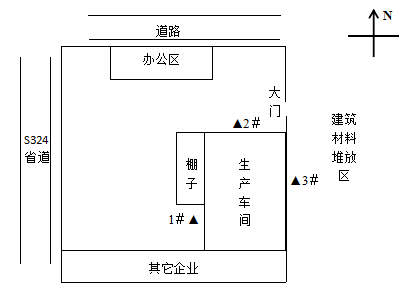 N
道路
办公区
大
门
▲2#
建筑
材料
堆放
区
S324
省道
棚
子
生
产
车
间
▲3#
1#▲
其它企业